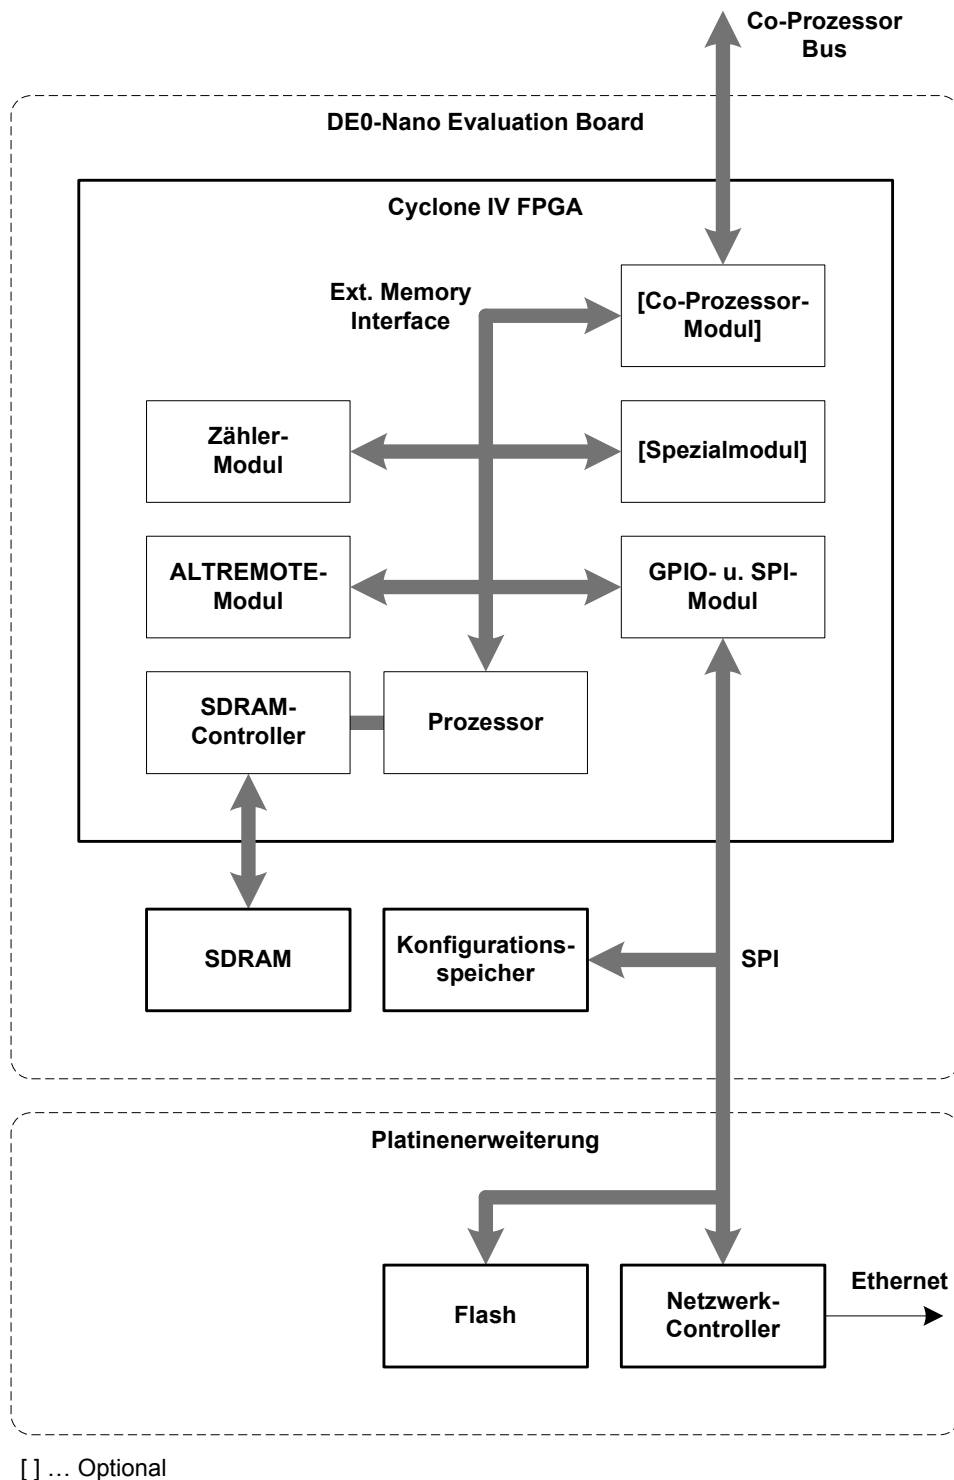 Co-Prozessor
Bus
DE0-Nano Evaluation Board
Cyclone IV FPGA
Ext. Memory
Interface
[Co-Prozessor-
Modul]
Zähler-
Modul
[Spezialmodul]
ALTREMOTE-
Modul
GPIO- u. SPI-
Modul
SDRAM-
Controller
Prozessor
SDRAM
Konfigurations-
speicher
SPI
Platinenerweiterung
Flash
Netzwerk-
Controller
Ethernet
[ ] … Optional